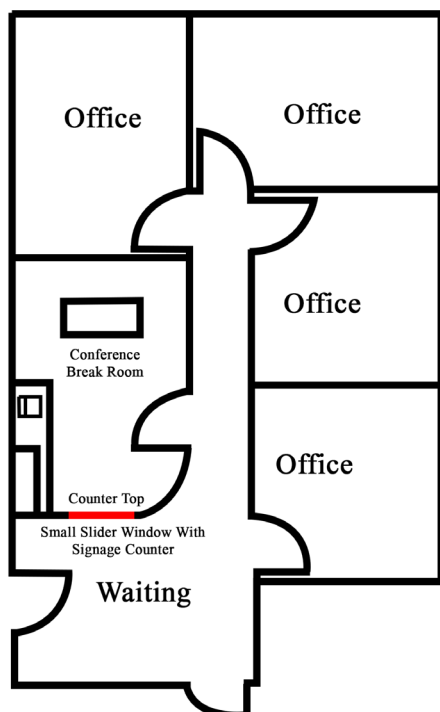 Office
Office
Office
Conference
Break Room
Office
Counter Top
Small Slider Window With
Signage Counter
Waiting